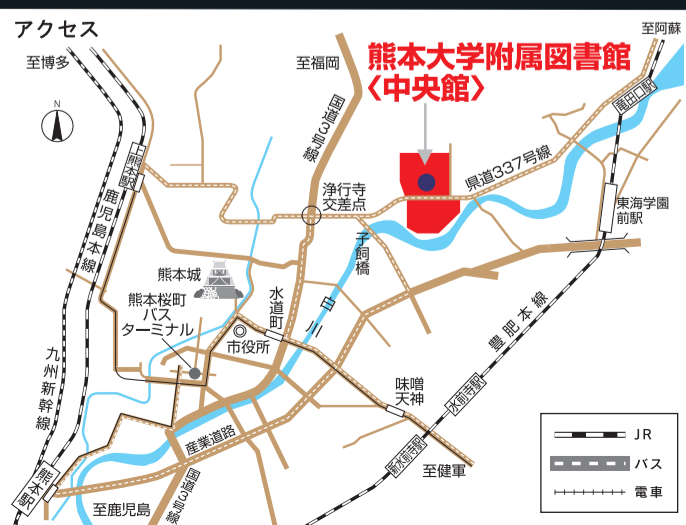 アクセス
至博多
至福岡
至阿蘇
熊本大学附属図書館
〈中央館〉
N
国道3号線
竜田口駅
上熊本駅
県道337号線
浄行寺
交差点
鹿児島本線
東海学園
前駅
子飼橋
熊本城
熊本桜町
バス
ターミナル
水道町
白川
市役所
豊肥本線
九州新幹線
味噌
天神
水前寺駅
JR
産業道路
新水前寺駅
バス
至健軍
熊本駅
国道3号線
電車
至鹿児島